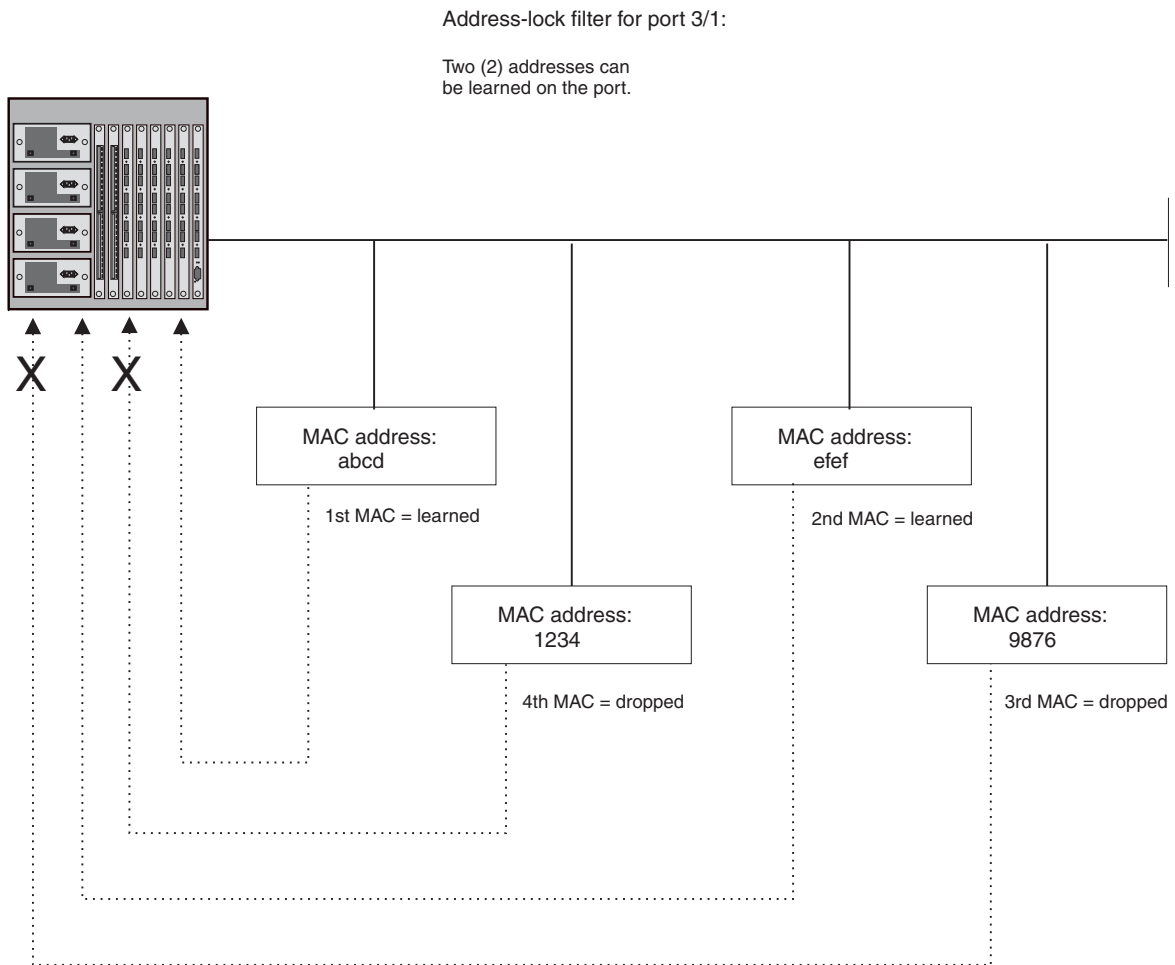 Address-lock filter for port 3/1:
Two (2) addresses can
be learned on the port.
X
X
MAC address:
abcd
1st MAC = learned
MAC address:
efef
2nd MAC = learned
MAC address:
1234
4th MAC = dropped
MAC address:
9876
3rd MAC = dropped